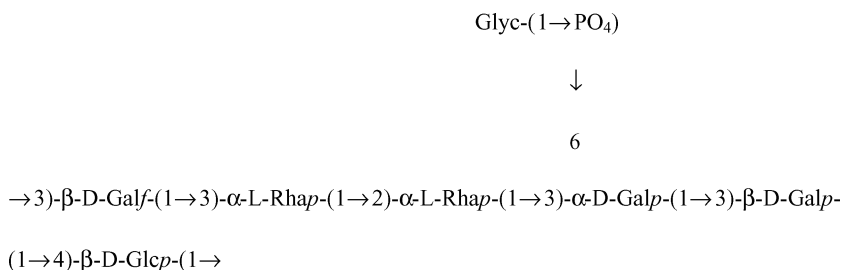 Glyc-(1→PO₄)
↓
6
→3)-β-D-Galf-(1→3)-α-L-Rhap-(1→2)-α-L-Rhap-(1→3)-α-D-Galp-(1→3)-β-D-Galp-
(1→4)-β-D-Glcp-(1→